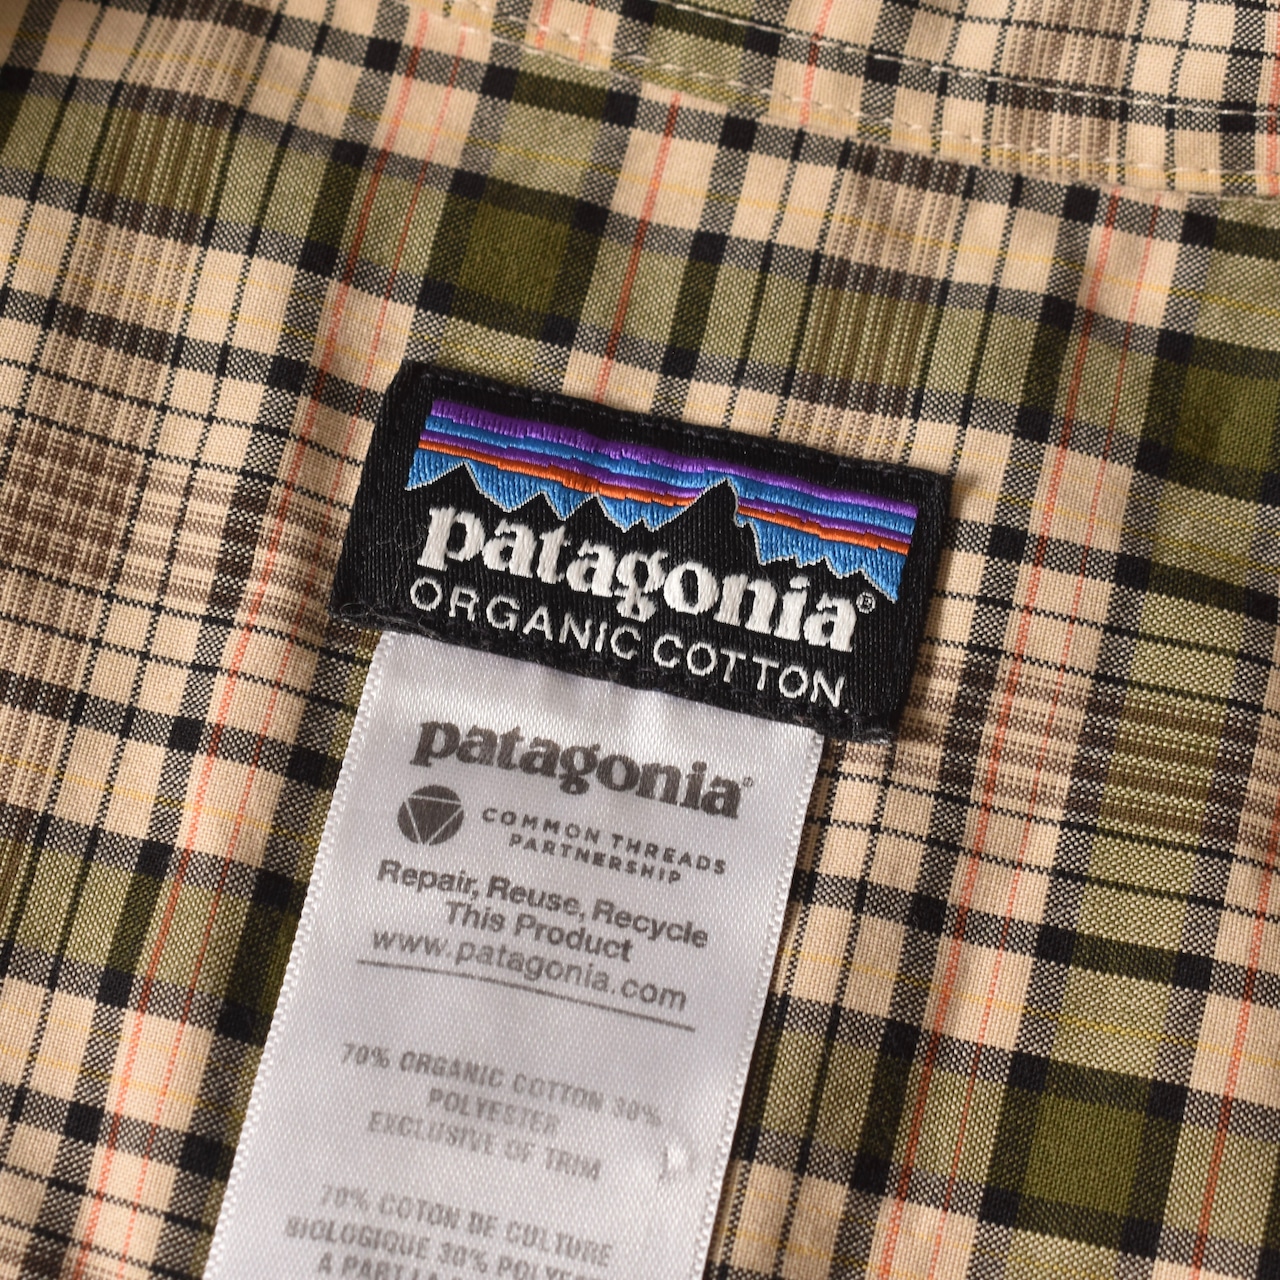 patagonia®
ORGANIC COTTON
patagonia®
COMMON THREADS
PARTNERSHIP
Repair, Reuse, Recycle
This Product
www.patagonia.com
70% ORGANIC COTTON 30%
POLYESTER
EXCLUSIVE OF TRIM
70% COTON DE CULTURE
BIOLOGIQUE 30%
A PART